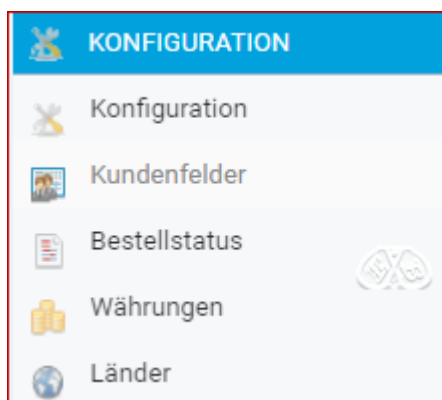 KONFIGURATION
Konfiguration
Kundenfelder
Bestellstatus
Währungen
Länder